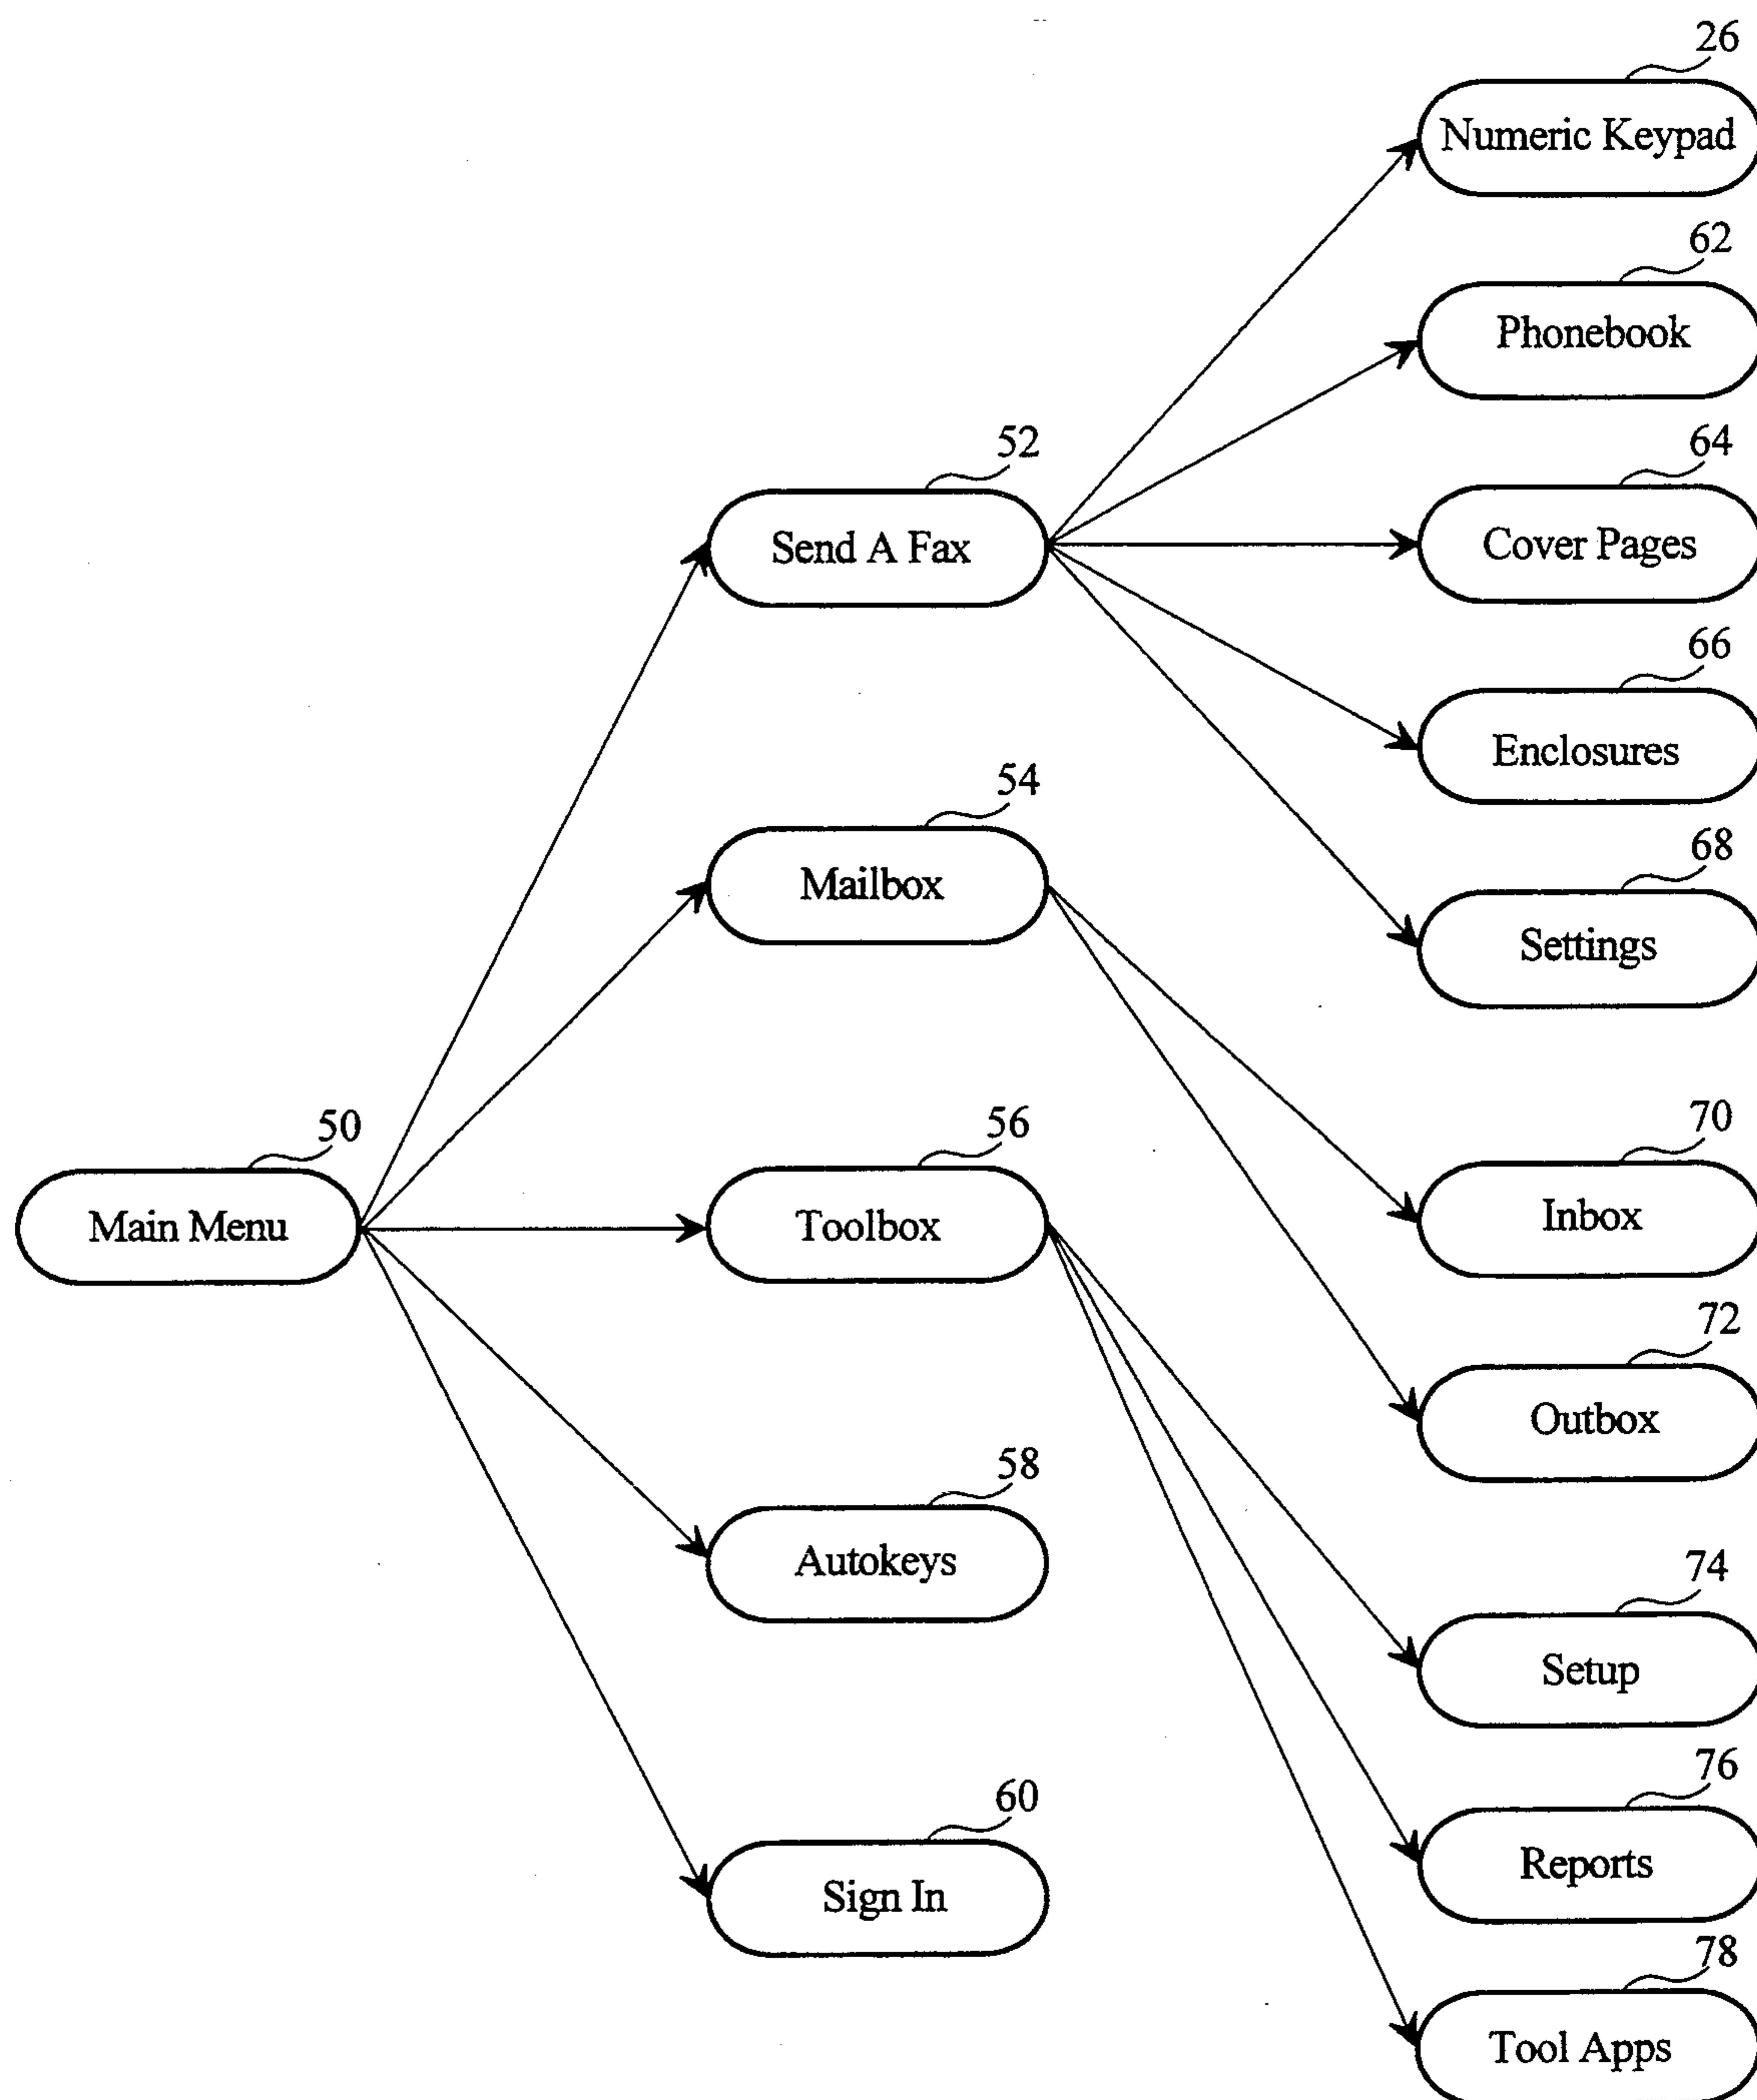 26
Numeric Keypad
62
Phonebook
52
64
Send A Fax
Cover Pages
66
Enclosures
54
68
Mailbox
Settings
50
56
70
Main Menu
Toolbox
Inbox
72
Outbox
58
74
Autokeys
Setup
76
60
Reports
Sign In
78
Tool Apps